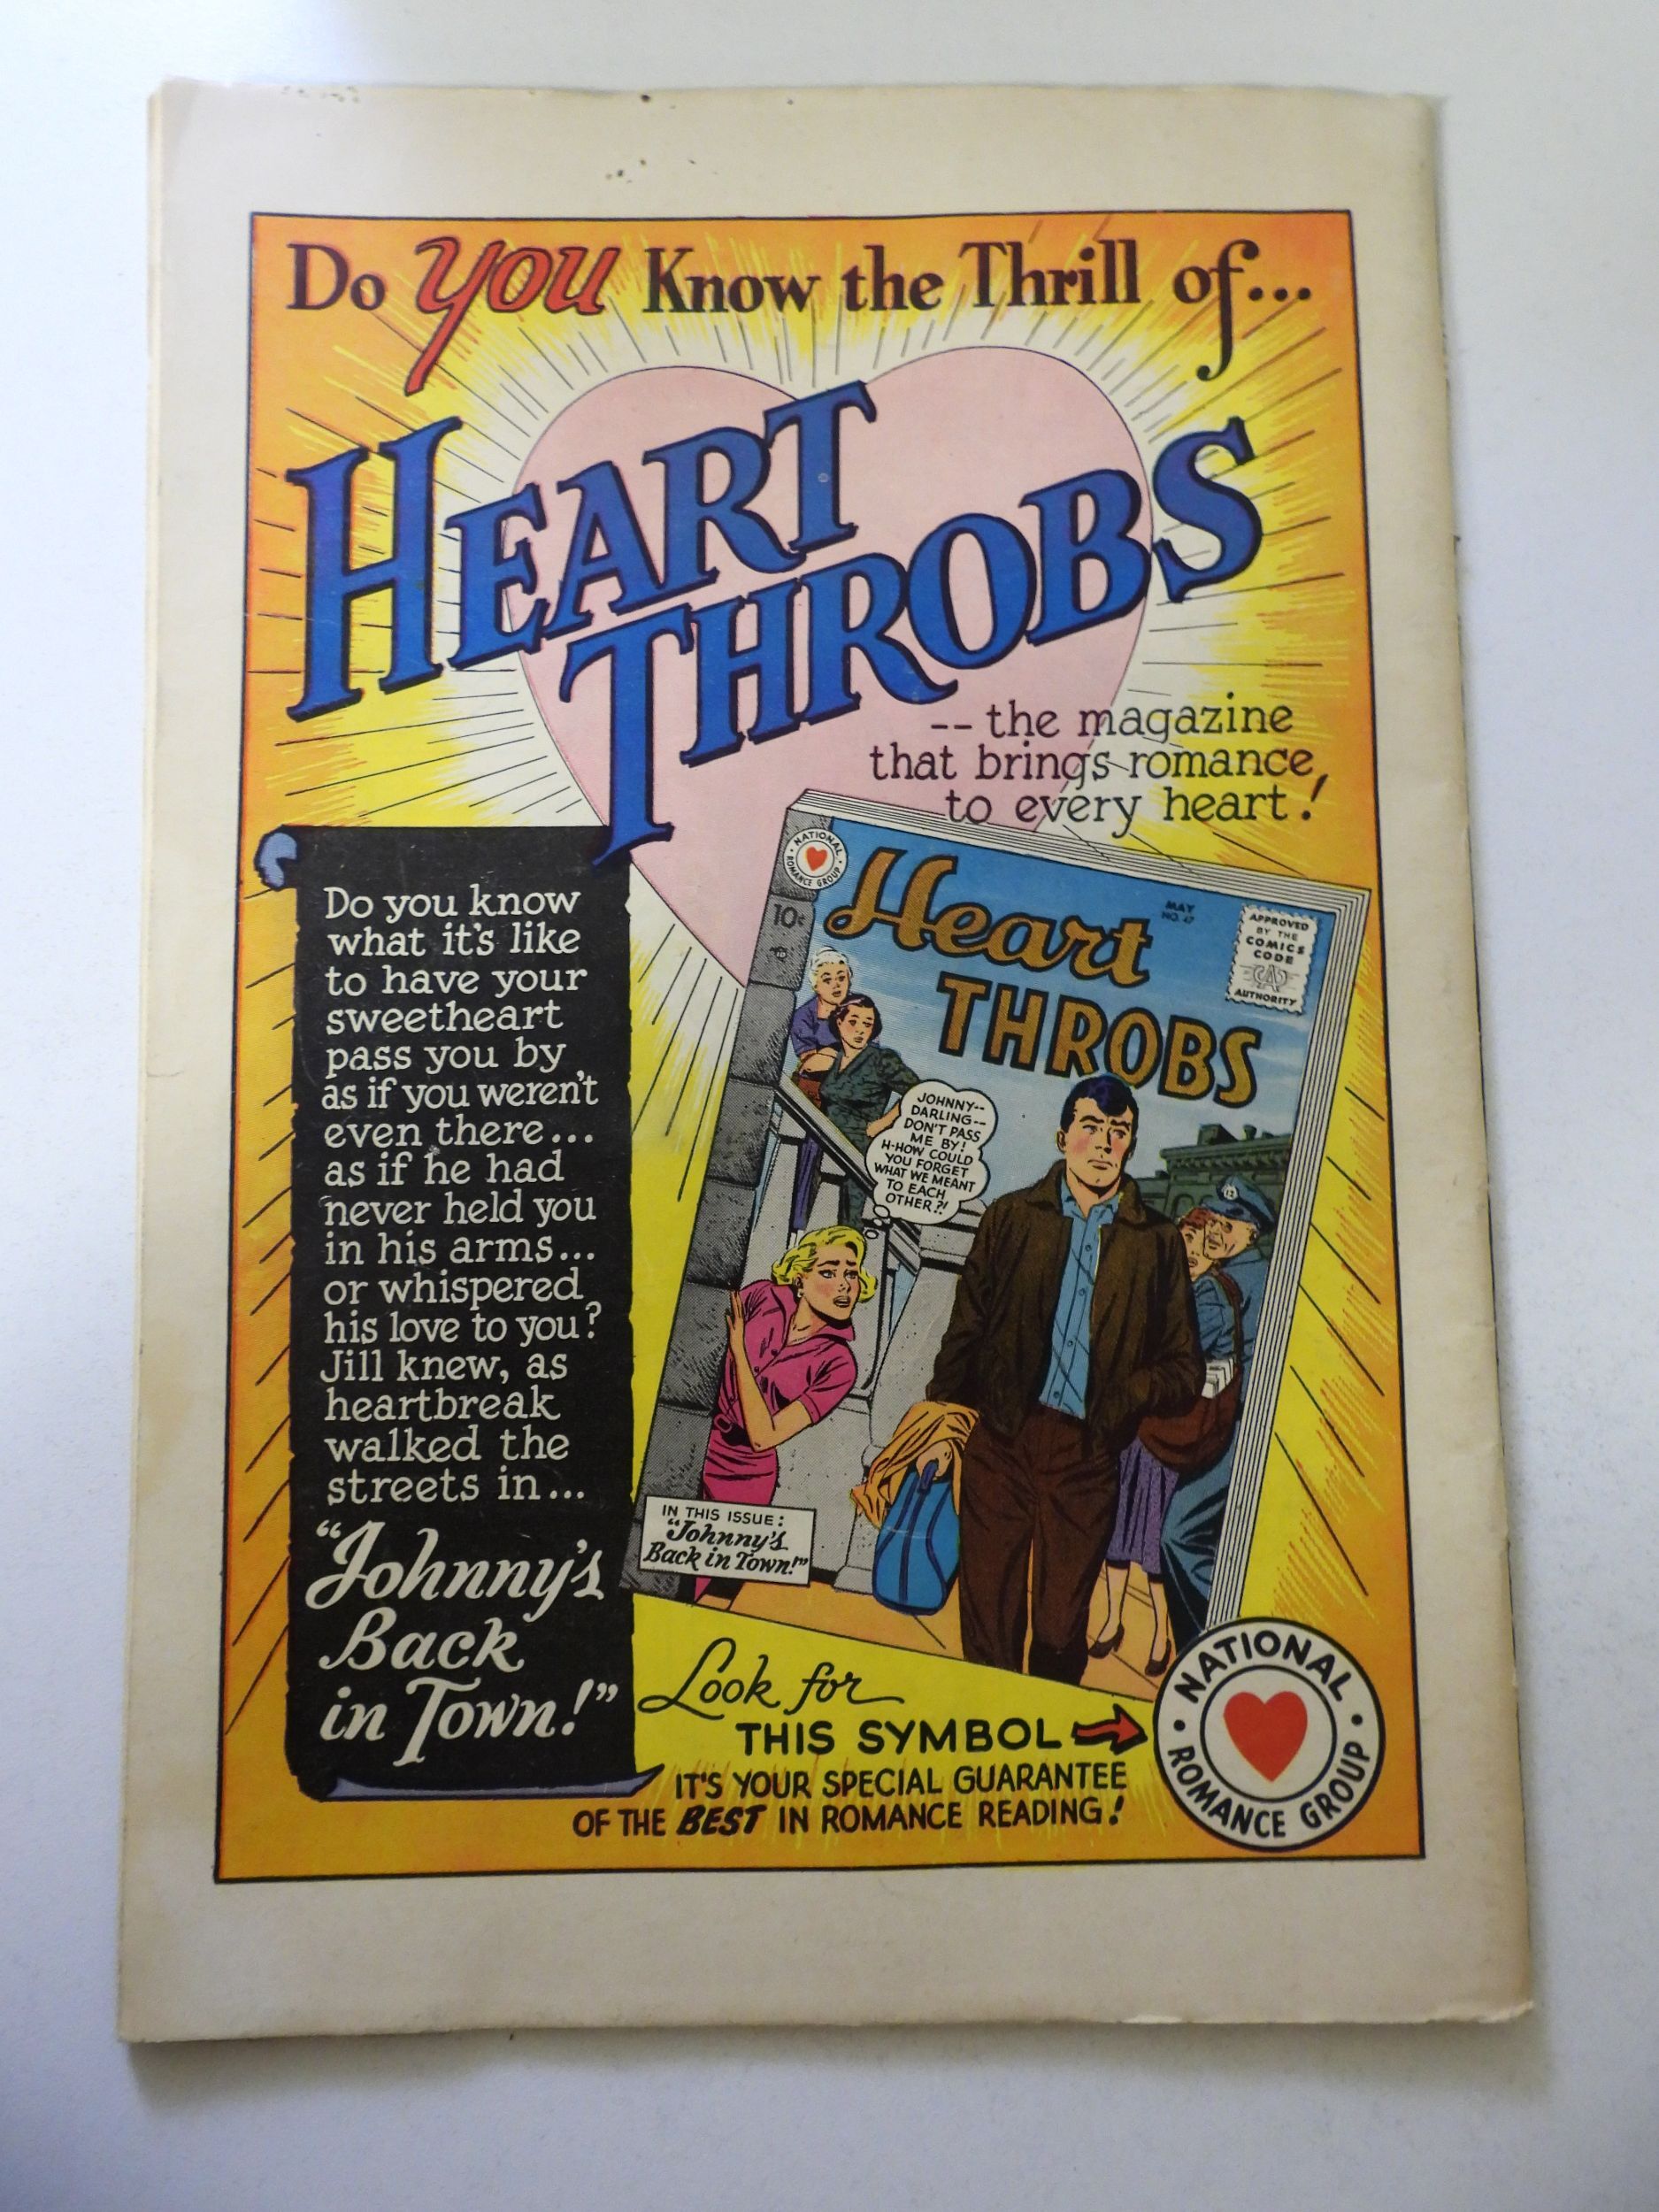 Do you Know the Thrill of...
HEART
THROBS
-- the magazine
that brings romance
to every heart!
Do you know
what it's like
to have your
sweetheart
pass you by
as if you weren't
even there...
as if he had
never held you
in his arms...
or whispered
his love to you?
Jill knew, as
heartbreak
walked the
streets in...
"Johnny's
Back
in Town!"
NATIONAL
ROMANCE GROUP
10¢
Heart
THROBS
MAY
NO. 47
APPROVED
BY THE
COMICS
CODE
CA
AUTHORITY
JOHNNY--
DARLING--
DON'T PASS
ME BY!
H-HOW COULD
YOU FORGET
WHAT WE MEANT
TO EACH
OTHER?!
12
IN THIS ISSUE:
"Johnny's
Back in Town!"
Look for
THIS SYMBOL
IT'S YOUR SPECIAL GUARANTEE
OF THE BEST IN ROMANCE READING!
NATIONAL
ROMANCE GROUP